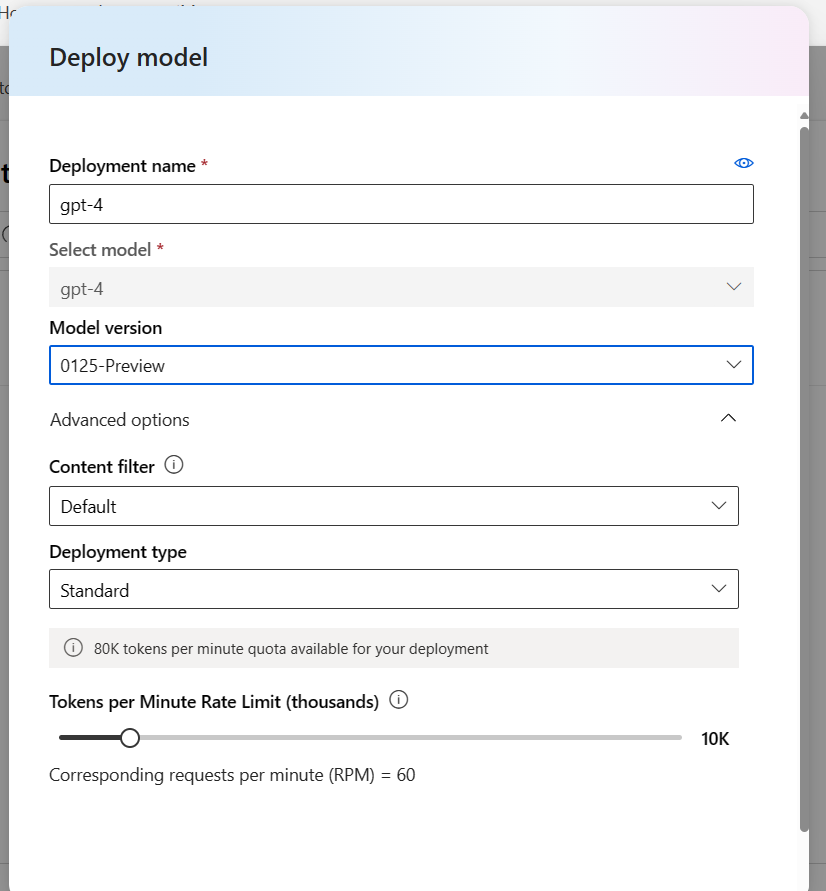 Deploy model
Deployment name *
gpt-4
Select model *
gpt-4
Model version
0125-Preview
Advanced options
Content filter
Default
Deployment type
Standard
80K tokens per minute quota available for your deployment
Tokens per Minute Rate Limit (thousands)
10K
Corresponding requests per minute (RPM) = 60